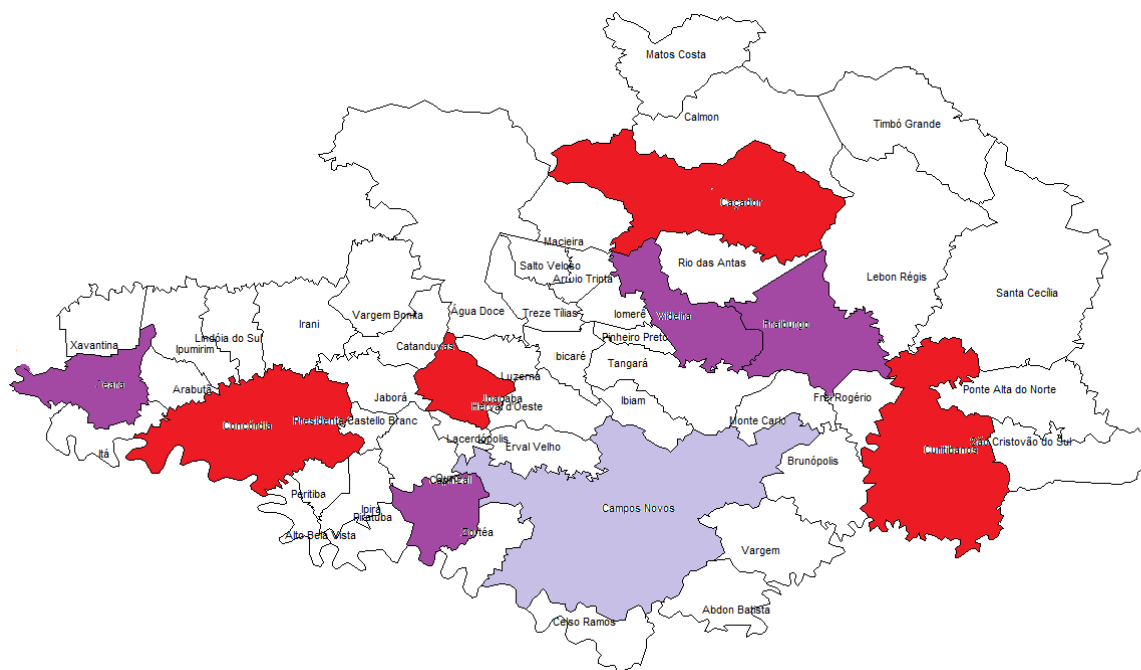 Matos Costa
Calmon
Timbó Grande
Caçador
Macieira
Rio das Antas
Salto Veloso
Arroio Trinta
Lebon Régis
Santa Cecília
Água Doce
Treze Tílias
Iomerê
Videira
Fraiburgo
Vargem Bonita
Irani
Lindóia do Sul
Xavantina
Ipumirim
Pinheiro Preto
Catanduvas
Ibicaré
Tangará
Luzerna
Seara
Arabutã
Jaborá
Joaçaba
Herval d'Oeste
Ibiam
Frei Rogério
Ponte Alta do Norte
Concórdia
Presidente Castello Branc
Monte Carlo
Lacerdópolis
Erval Velho
São Cristovão do Sul
Curitibanos
Itá
Brunópolis
Capinzal
Peritiba
Campos Novos
Ipira
Piratuba
Zortéa
Alto Bela Vista
Vargem
Abdon Batista
Celso Ramos